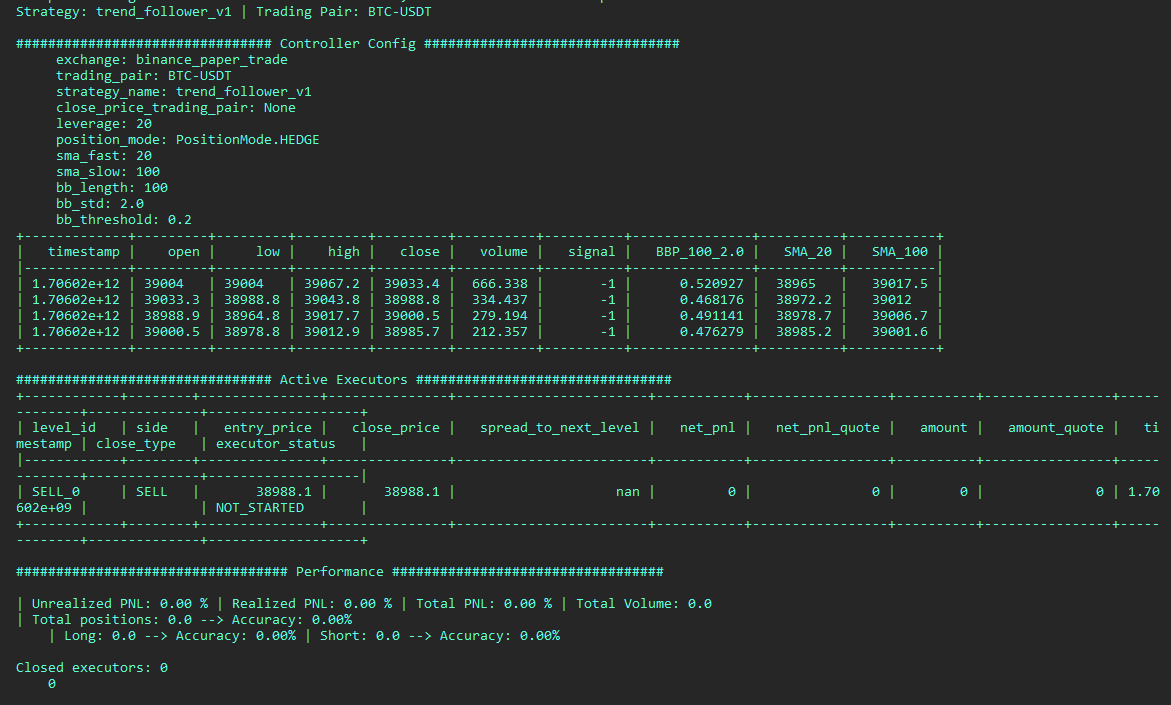 Strategy: trend_follower_v1 | Trading Pair: BTC-USDT
################################ Controller Config ################################
exchange: binance_paper_trade
trading_pair: BTC-USDT
strategy_name: trend_follower_v1
close_price_trading_pair: None
leverage: 20
position_mode: PositionMode.HEDGE
sma_fast: 20
sma_slow: 100
bb_length: 100
bb_std: 2.0
bb_threshold: 0.2
+-------------+---------+---------+---------+---------+----------+----------+---------------+----------+-----------+
| timestamp | open | low | high | close | volume | signal | BBP_100_2.0 | SMA_20 | SMA_100 |
|-------------+---------+---------+---------+---------+----------+----------+---------------+----------+-----------|
| 1.70602e+12 | 39004 | 39004 | 39067.2 | 39033.4 | 666.338 | -1 | 0.520927 | 38965 | 39017.5 |
| 1.70602e+12 | 39033.3 | 38988.8 | 39043.8 | 38988.8 | 334.437 | -1 | 0.468176 | 38972.2 | 39012 |
| 1.70602e+12 | 38988.9 | 38964.8 | 39017.7 | 39000.5 | 279.194 | -1 | 0.491141 | 38978.7 | 39006.7 |
| 1.70602e+12 | 39000.5 | 38978.8 | 39012.9 | 38985.7 | 212.357 | -1 | 0.476279 | 38985.2 | 39001.6 |
+-------------+---------+---------+---------+---------+----------+----------+---------------+----------+-----------+
################################ Active Executors ################################
+------------+--------+---------------+---------------+------------------------+-----------+-----------------+----------+----------------+-----
--------+--------------+-------------------+
| level_id | side | entry_price | close_price | spread_to_next_level | net_pnl | net_pnl_quote | amount | amount_quote | ti
mestamp | close_type | executor_status |
|------------+--------+---------------+---------------+------------------------+-----------+-----------------+----------+----------------+-----
--------+--------------+-------------------|
| SELL_0 | SELL | 38988.1 | 38988.1 | nan | 0 | 0 | 0 | 0 | 1.70
602e+09 | | NOT_STARTED |
+------------+--------+---------------+---------------+------------------------+-----------+-----------------+----------+----------------+-----
--------+--------------+-------------------+
################################## Performance ##################################
| Unrealized PNL: 0.00 % | Realized PNL: 0.00 % | Total PNL: 0.00 % | Total Volume: 0.0
| Total positions: 0.0 --> Accuracy: 0.00%
| Long: 0.0 --> Accuracy: 0.00% | Short: 0.0 --> Accuracy: 0.00%
Closed executors: 0
0